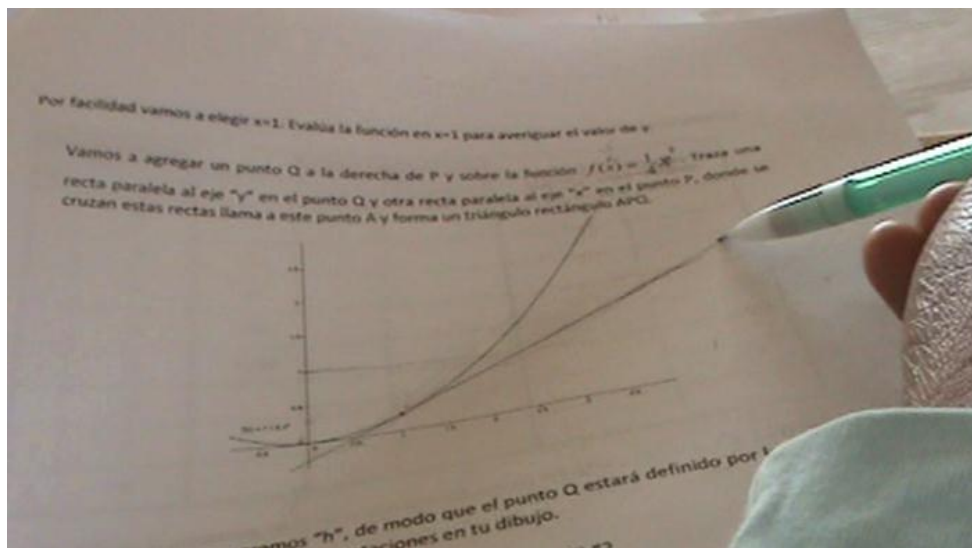 Por facilidad vamos a elegir x=1. Evalúa la función en x=1 para averiguar el valor de y.
Vamos a agregar un punto Q a la derecha de P y sobre la función f(x) = 1/4 x². Traza una
recta paralela al eje "y" en el punto Q y otra recta paralela al eje "x" en el punto P, donde se
cruzan estas rectas llama a este punto A y forma un triángulo rectángulo APQ.
"h", de modo que el punto Q estará definido por
en tu dibujo.